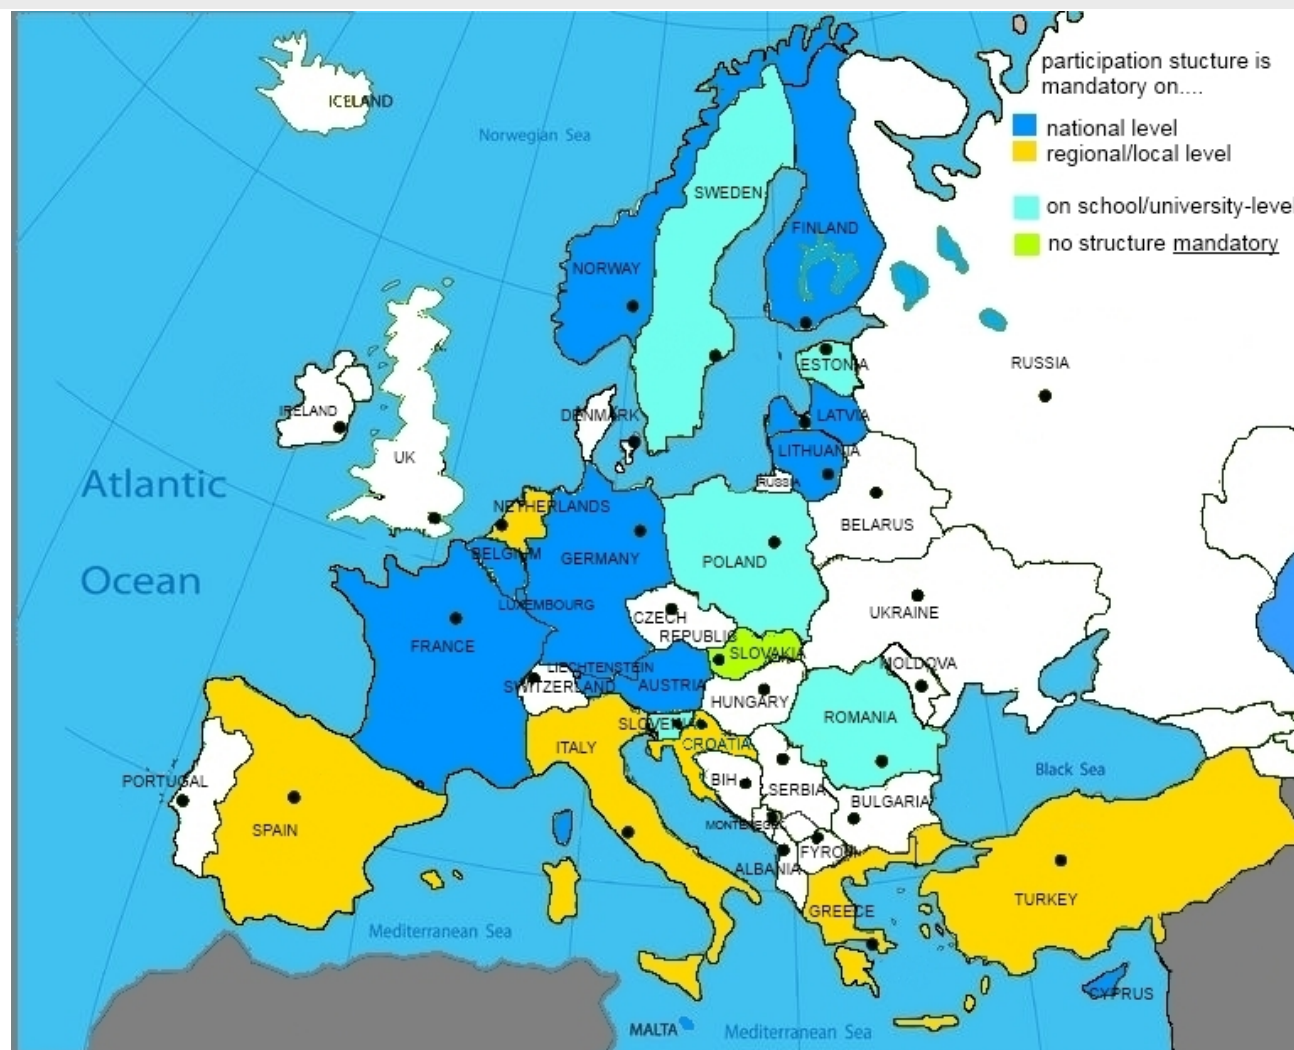 participation stucture is
mandatory on....
national level
regional/local level
on school/university-level
no structure mandatory
ICELAND
Norwegian Sea
SWEDEN
FINLAND
NORWAY
RUSSIA
ESTONIA
IRELAND
DENMARK
LATVIA
UK
LITHUANIA
RUSSIA
Atlantic
Ocean
NETHERLANDS
BELARUS
BELGIUM
GERMANY
POLAND
LUXEMBOURG
UKRAINE
CZECH
REPUBLIC
FRANCE
SLOVAKIA
LIECHTENSTEIN
MOLDOVA
SWITZERLAND
AUSTRIA
HUNGARY
ROMANIA
SLOVENIA
ITALY
CROATIA
Black Sea
PORTUGAL
BIH
SERBIA
BULGARIA
SPAIN
MONTENEGRO
FYROM
ALBANIA
TURKEY
GREECE
Mediterranean Sea
CYPRUS
MALTA
Mediterranean Sea